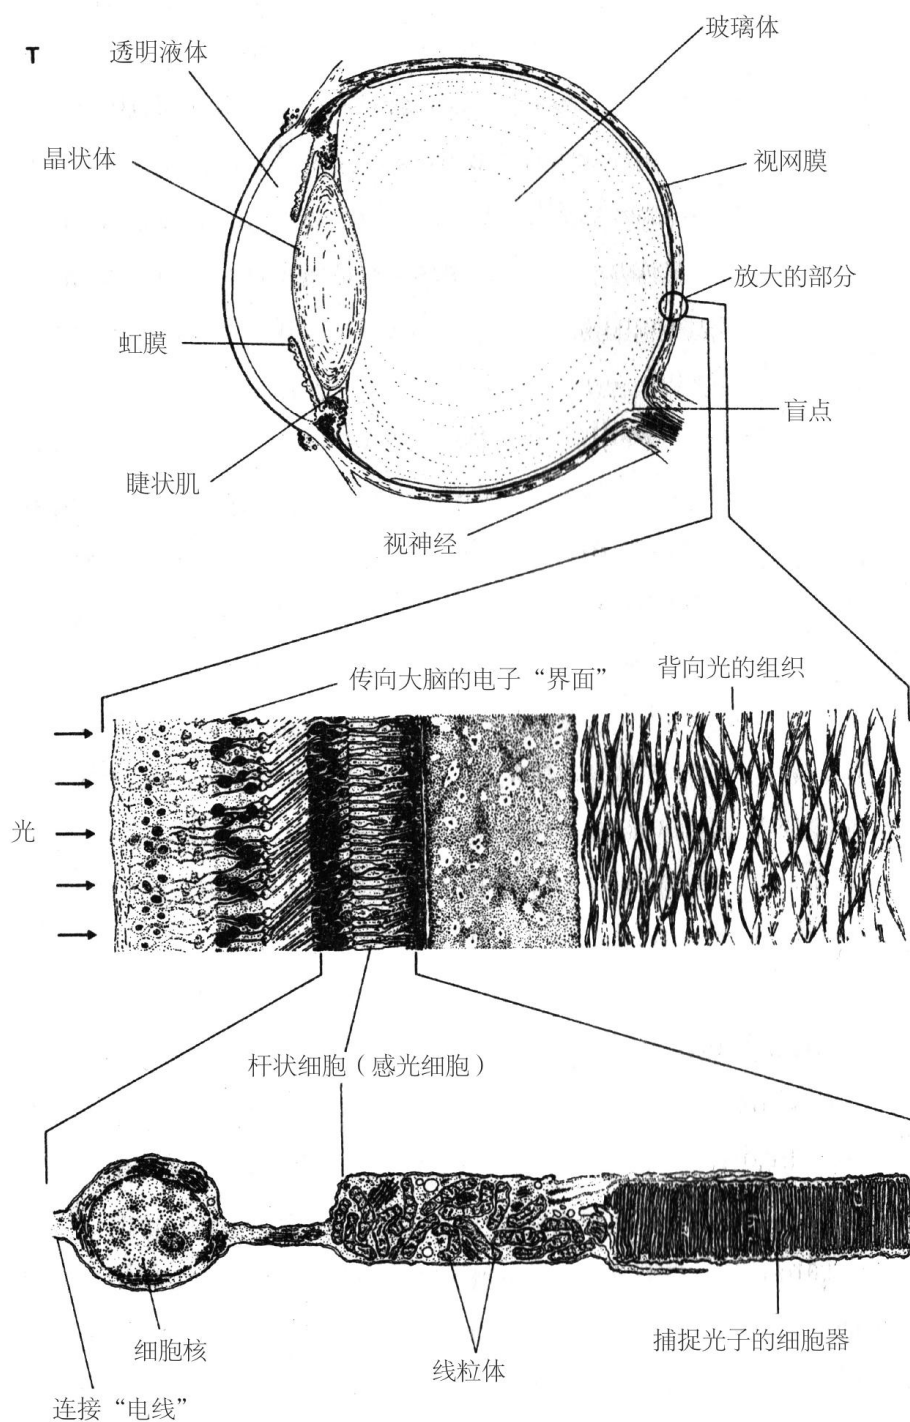 T
透明液体
玻璃体
晶状体
视网膜
放大的部分
虹膜
盲点
睫状肌
视神经
传向大脑的电子“界面”
背向光的组织
光
杆状细胞（感光细胞）
细胞核
线粒体
捕捉光子的细胞器
连接“电线”